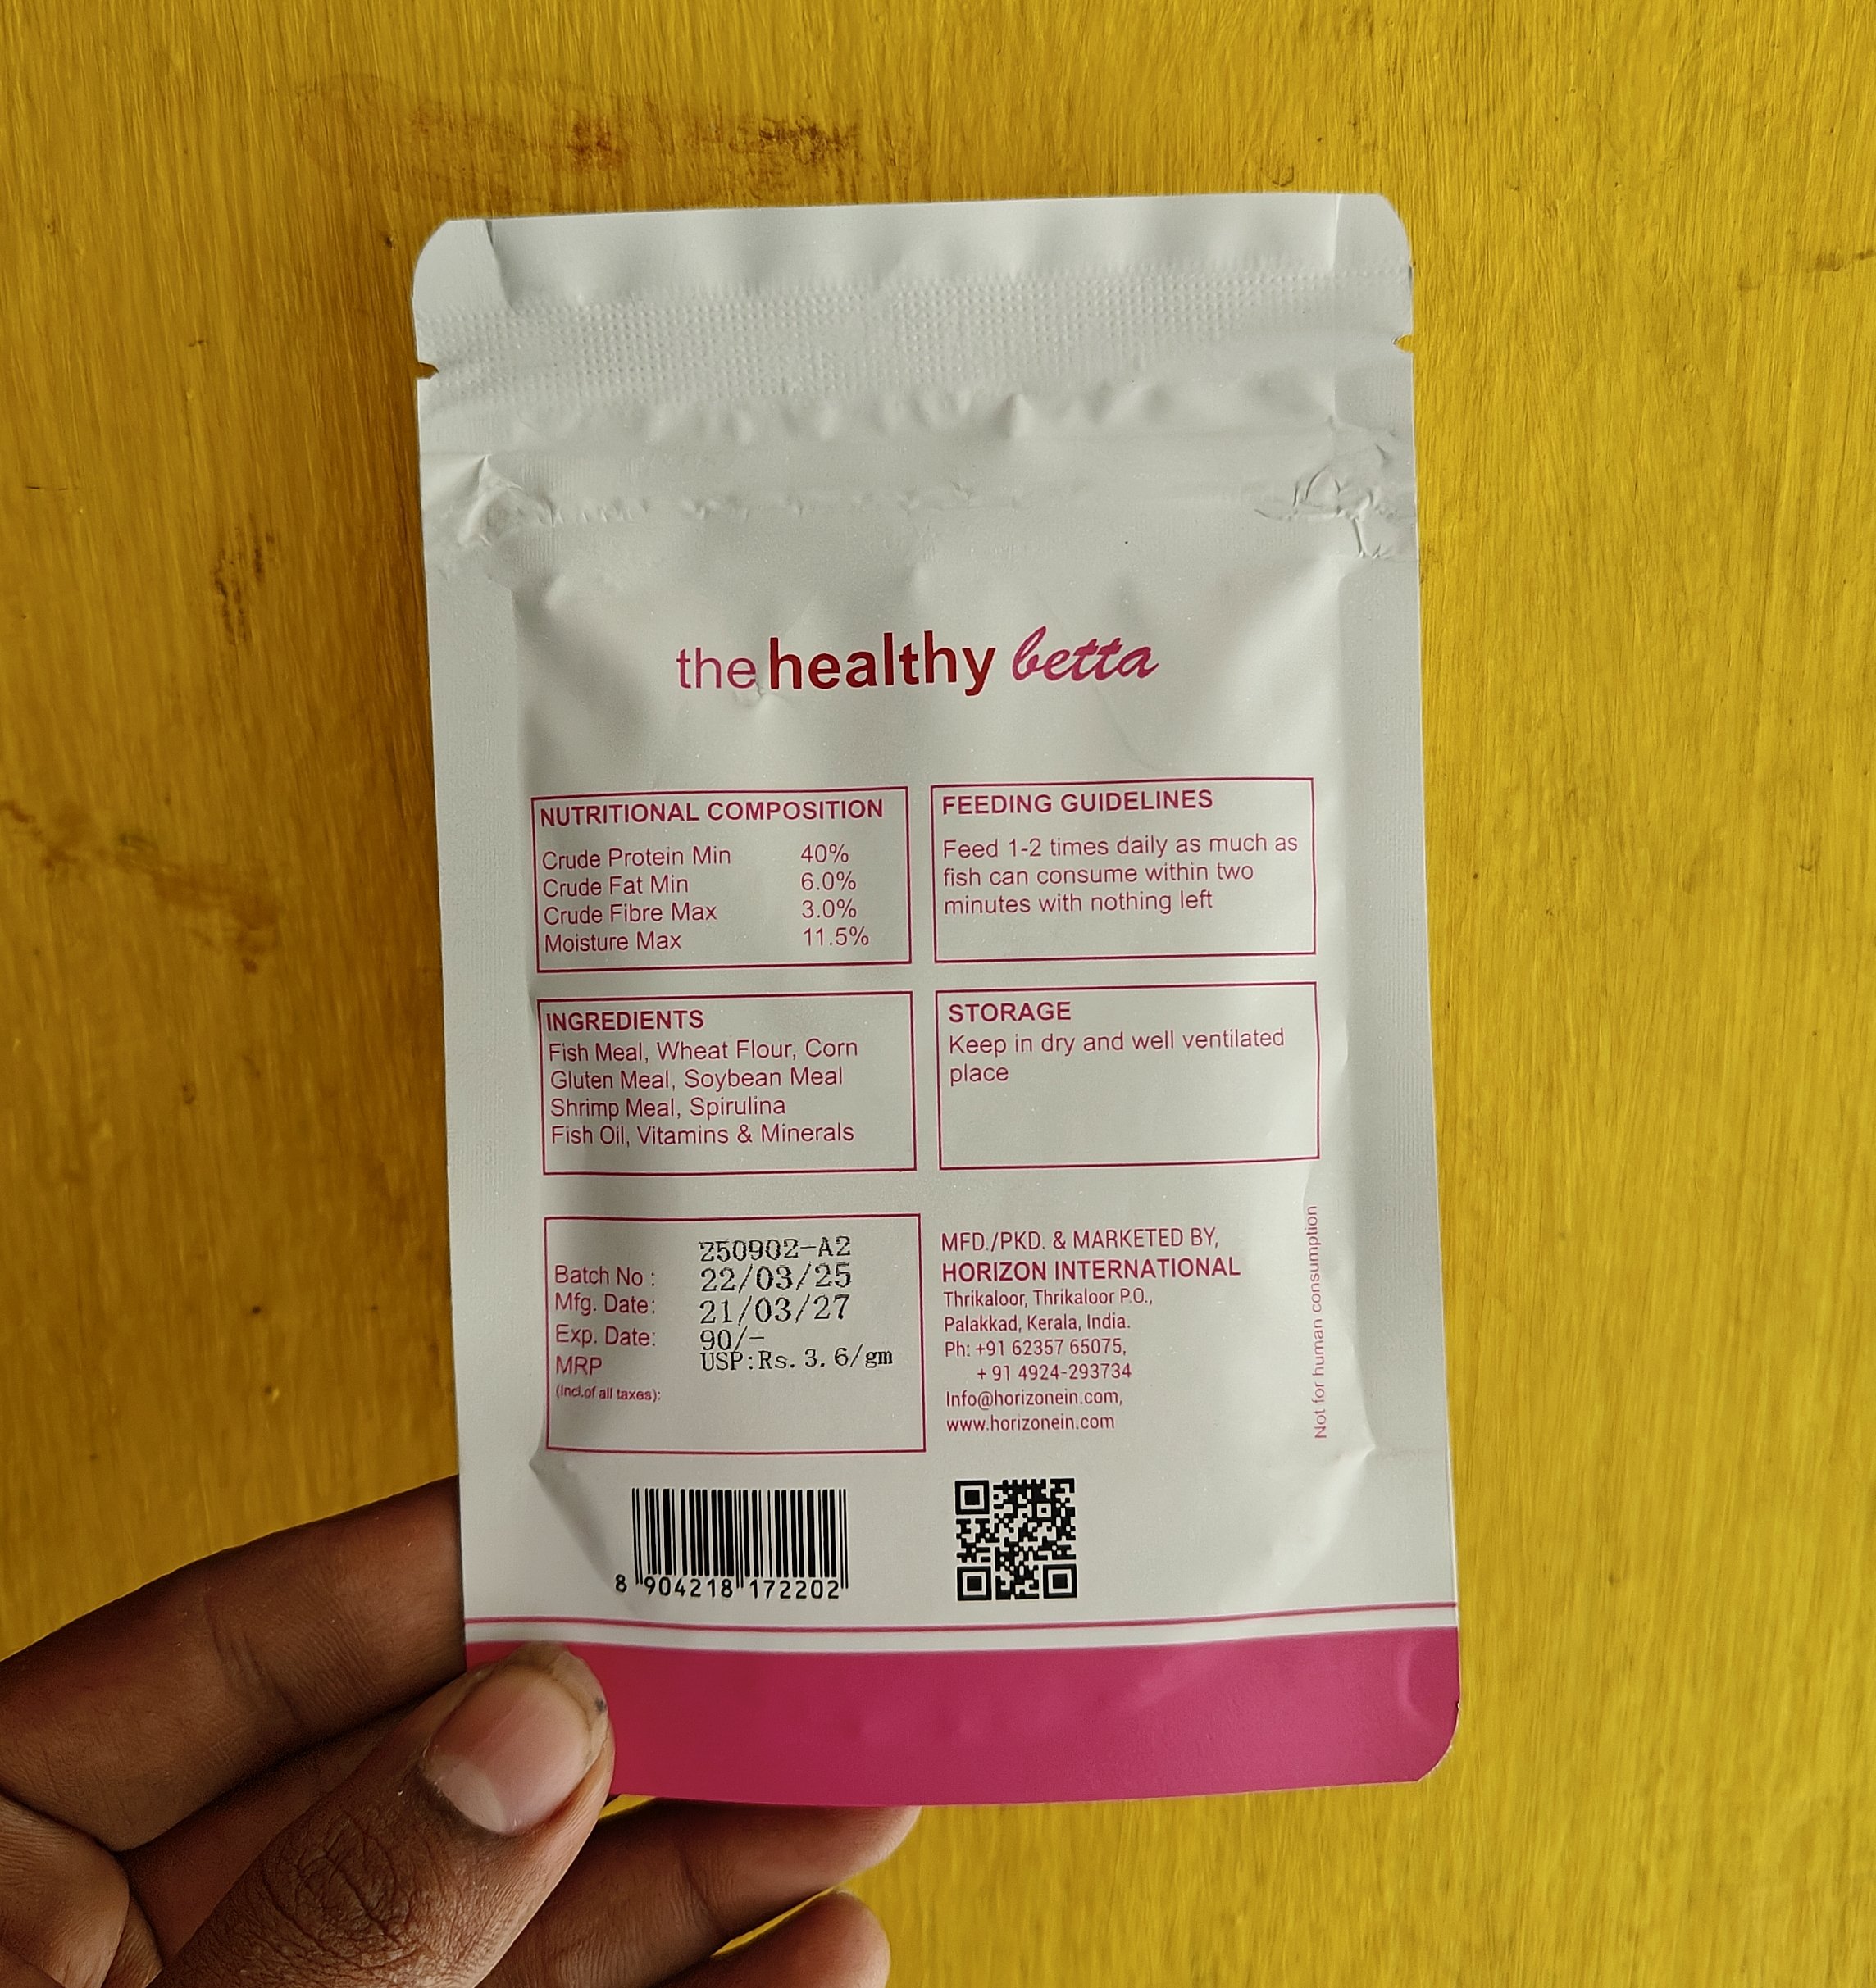 the healthy betta
NUTRITIONAL COMPOSITION
Crude Protein Min 40%
Crude Fat Min 6.0%
Crude Fibre Max 3.0%
Moisture Max 11.5%
FEEDING GUIDELINES
Feed 1-2 times daily as much as
fish can consume within two
minutes with nothing left
INGREDIENTS
Fish Meal, Wheat Flour, Corn
Gluten Meal, Soybean Meal
Shrimp Meal, Spirulina
Fish Oil, Vitamins & Minerals
STORAGE
Keep in dry and well ventilated
place
Batch No : 250902-A2
Mfg. Date: 22/03/25
Exp. Date: 21/03/27
MRP 90/-
(Incl.of all taxes): USP:Rs.3.6/gm
MFD./PKD. & MARKETED BY,
HORIZON INTERNATIONAL
Thrikaloor, Thrikaloor P.O.,
Palakkad, Kerala, India.
Ph: +91 62357 65075,
+ 91 4924-293734
Info@horizonein.com,
www.horizonein.com
Not for human consumption
8 904218 172202